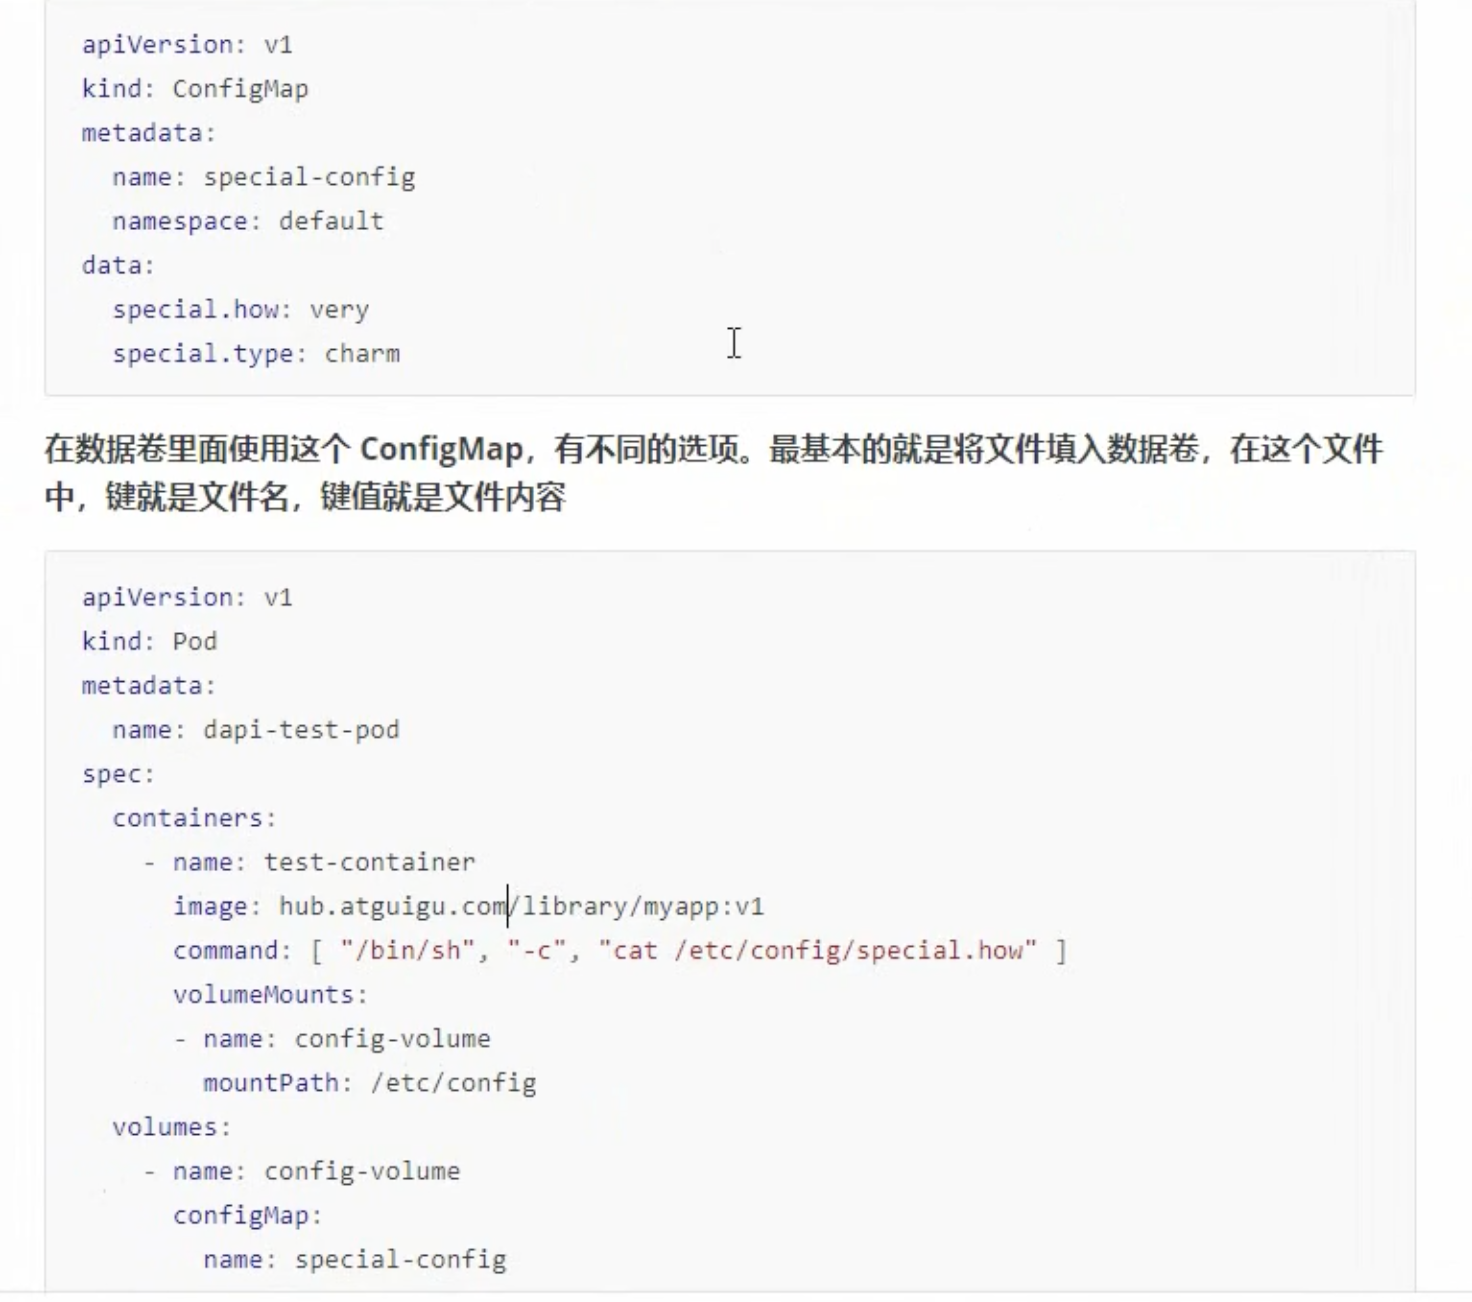 apiVersion: v1
kind: ConfigMap
metadata:
  name: special-config
  namespace: default
data:
  special.how: very
  special.type: charm
在数据卷里面使用这个 ConfigMap，有不同的选项。最基本的就是将文件填入数据卷，在这个文件
中，键就是文件名，键值就是文件内容
apiVersion: v1
kind: Pod
metadata:
  name: dapi-test-pod
spec:
  containers:
    - name: test-container
      image: hub.atguigu.com/library/myapp:v1
      command: [ "/bin/sh", "-c", "cat /etc/config/special.how" ]
      volumeMounts:
      - name: config-volume
        mountPath: /etc/config
  volumes:
    - name: config-volume
      configMap:
        name: special-config